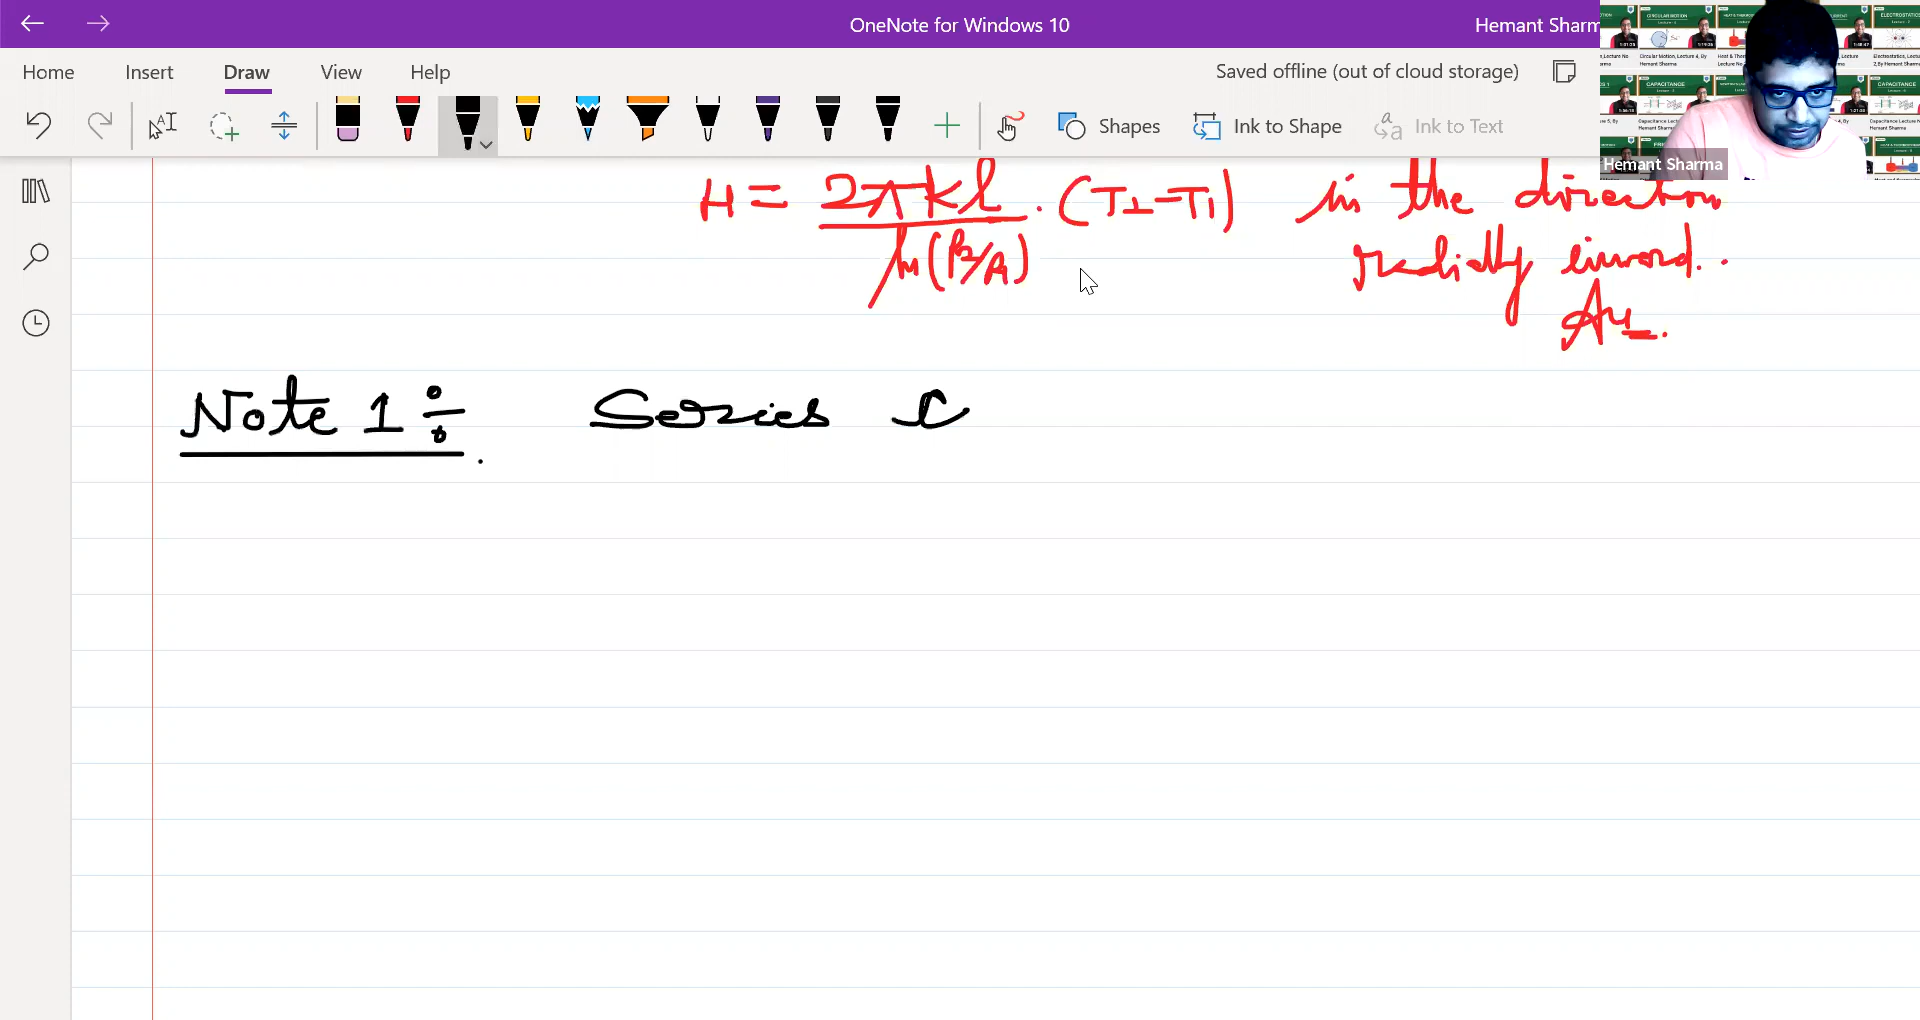 OneNote for Windows 10
Hemant Sharm
Home Insert Draw View Help
Saved offline (out of cloud storage)
Shapes
Ink to Shape
Ink to Text
Hemant Sharma
H = 2πkl / ln(R2/R1) . (T2-T1) in the direction
radially inward.
Ans.
Note 1 ÷ Series C